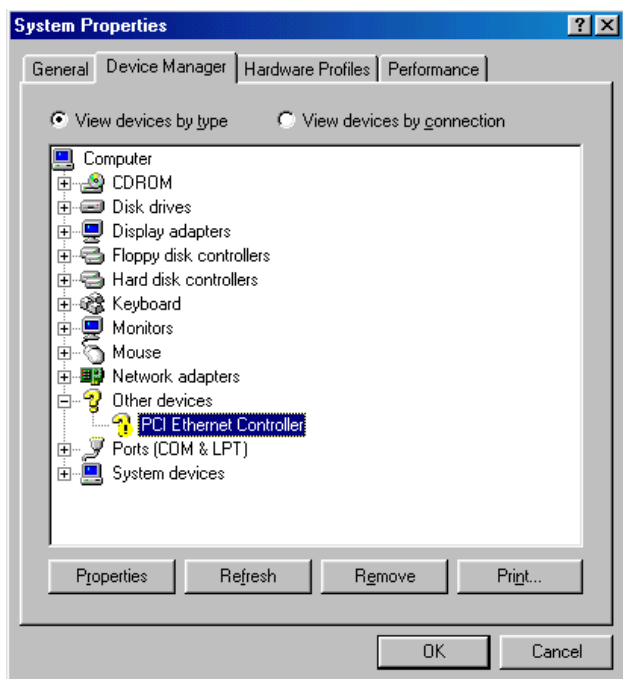 System Properties
General Device Manager Hardware Profiles Performance
View devices by type View devices by connection
Computer
CDROM
Disk drives
Display adapters
Floppy disk controllers
Hard disk controllers
Keyboard
Monitors
Mouse
Network adapters
Other devices
PCI Ethernet Controller
Ports (COM & LPT)
System devices
Properties Refresh Remove Print...
OK Cancel